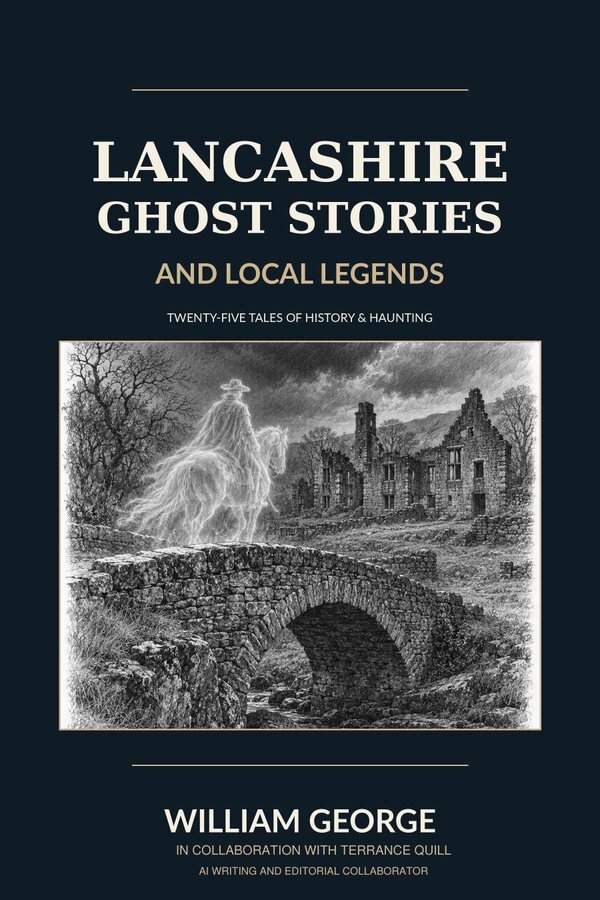 LANCASHIRE
GHOST STORIES
AND LOCAL LEGENDS
TWENTY-FIVE TALES OF HISTORY & HAUNTING
WILLIAM GEORGE
IN COLLABORATION WITH TERRANCE QUILL
AI WRITING AND EDITORIAL COLLABORATOR